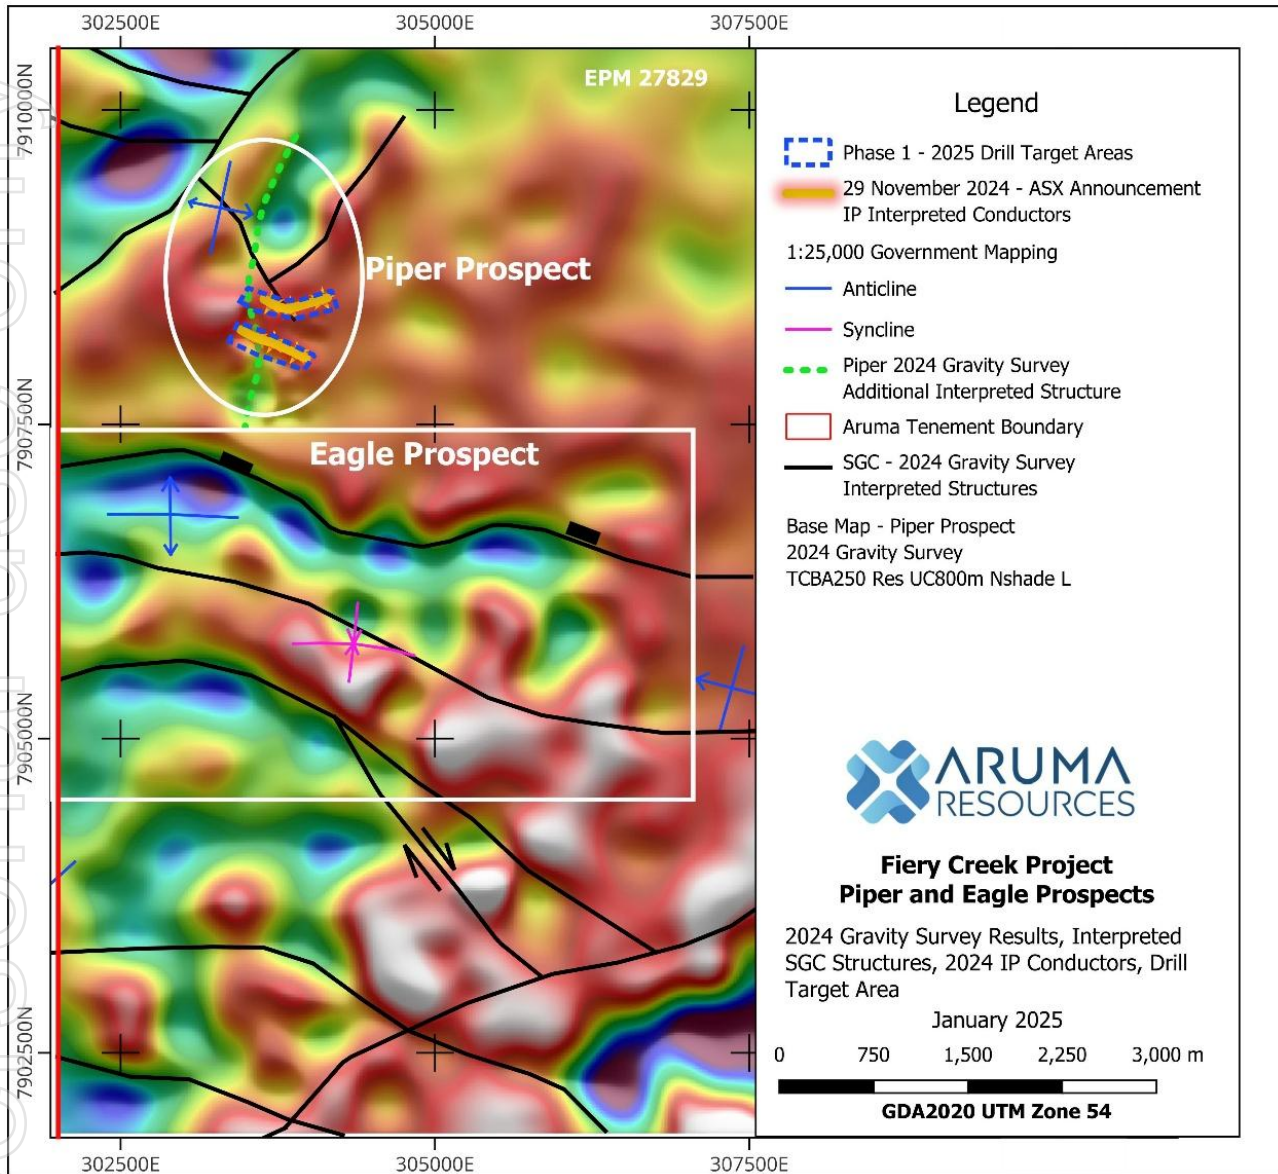 302500E
305000E
307500E
7910000N
7907500N
7905000N
7902500N
EPM 27829
Piper Prospect
Eagle Prospect
302500E
305000E
307500E
Legend
Phase 1 - 2025 Drill Target Areas
29 November 2024 - ASX Announcement
IP Interpreted Conductors
1:25,000 Government Mapping
Anticline
Syncline
Piper 2024 Gravity Survey
Additional Interpreted Structure
Aruma Tenement Boundary
SGC - 2024 Gravity Survey
Interpreted Structures
Base Map - Piper Prospect
2024 Gravity Survey
TCBA250 Res UC800m Nshade L
ARUMA
RESOURCES
Fiery Creek Project
Piper and Eagle Prospects
2024 Gravity Survey Results, Interpreted
SGC Structures, 2024 IP Conductors, Drill
Target Area
January 2025
0 750 1,500 2,250 3,000 m
GDA2020 UTM Zone 54